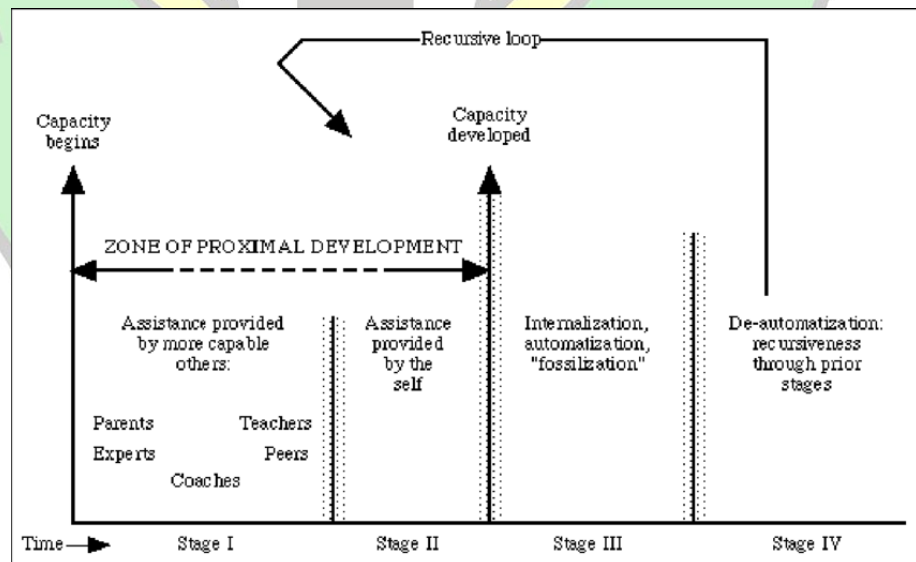 Recursive loop
Capacity
begins
Capacity
developed
ZONE OF PROXIMAL DEVELOPMENT
Assistance provided
by more capable
others:
Parents
Teachers
Experts
Peers
Coaches
Assistance
provided
by the
self
Internalization,
automatization,
"fossilization"
De-automatization:
recursiveness
through prior
stages
Time
Stage I
Stage II
Stage III
Stage IV